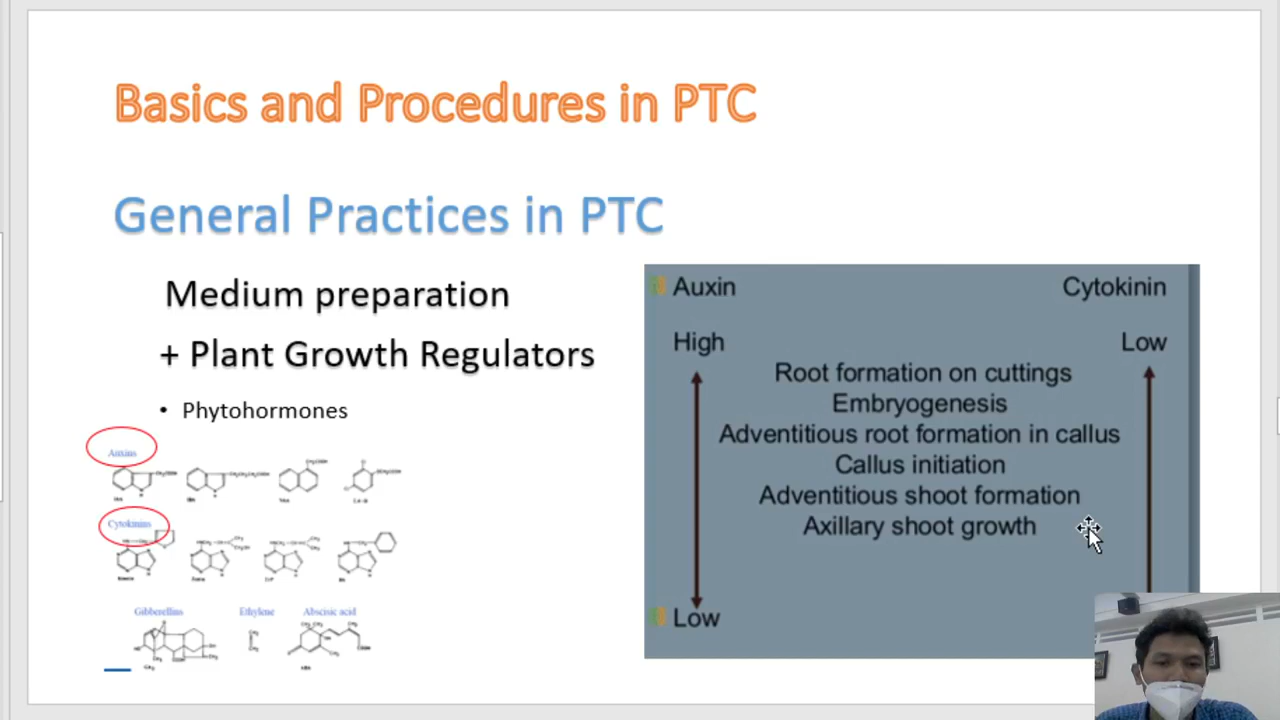 Basics and Procedures in PTC
General Practices in PTC
Medium preparation
+ Plant Growth Regulators
• Phytohormones
Auxins
Cytokinins
Gibberellins Ethylene Abscisic acid
Auxin Cytokinin
High Low
Root formation on cuttings
Embryogenesis
Adventitious root formation in callus
Callus initiation
Adventitious shoot formation
Axillary shoot growth
Low